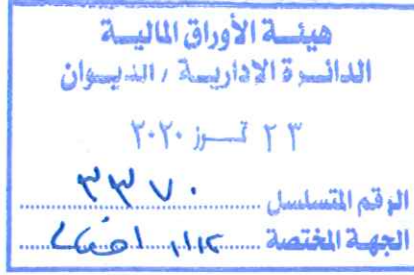 هيئة الأوراق المالية
الدائرة الادارية / الديوان
٢٣ تموز ٢٠٢٠
الرقم المتسلسل ٣٣٧٠
الجهة المختصة